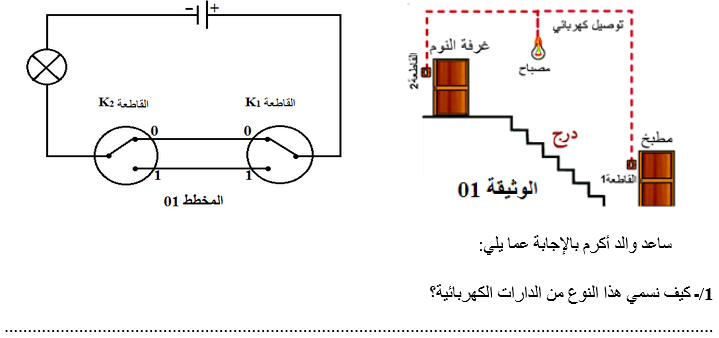 − +
القاطعة K2
القاطعة K1
0 0
1 1
المخطط 01
توصيل كهربائي
غرفة النوم
مصباح
القاطعة2
درج
مطبخ
القاطعة1
الوثيقة 01
ساعد والد أكرم بالإجابة عما يلي:
1/- كيف نسمي هذا النوع من الدارات الكهربائية؟